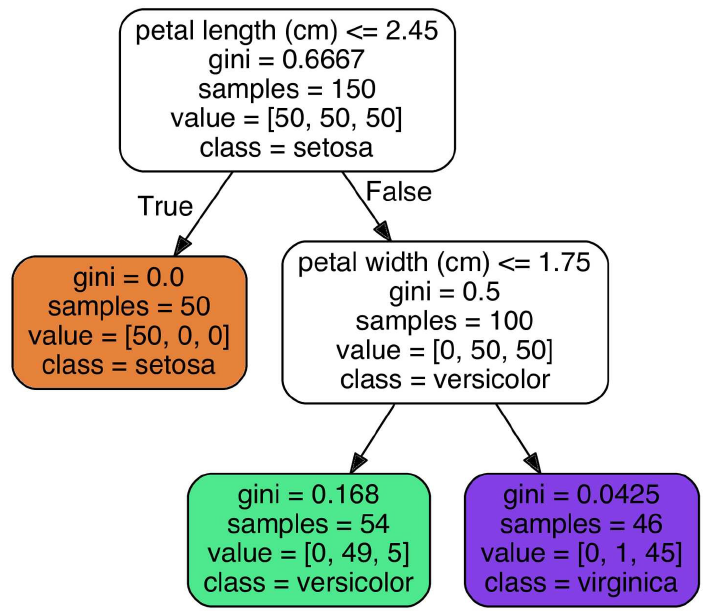 petal length (cm) <= 2.45
gini = 0.6667
samples = 150
value = [50, 50, 50]
class = setosa
True
False
gini = 0.0
samples = 50
value = [50, 0, 0]
class = setosa
petal width (cm) <= 1.75
gini = 0.5
samples = 100
value = [0, 50, 50]
class = versicolor
gini = 0.168
samples = 54
value = [0, 49, 5]
class = versicolor
gini = 0.0425
samples = 46
value = [0, 1, 45]
class = virginica